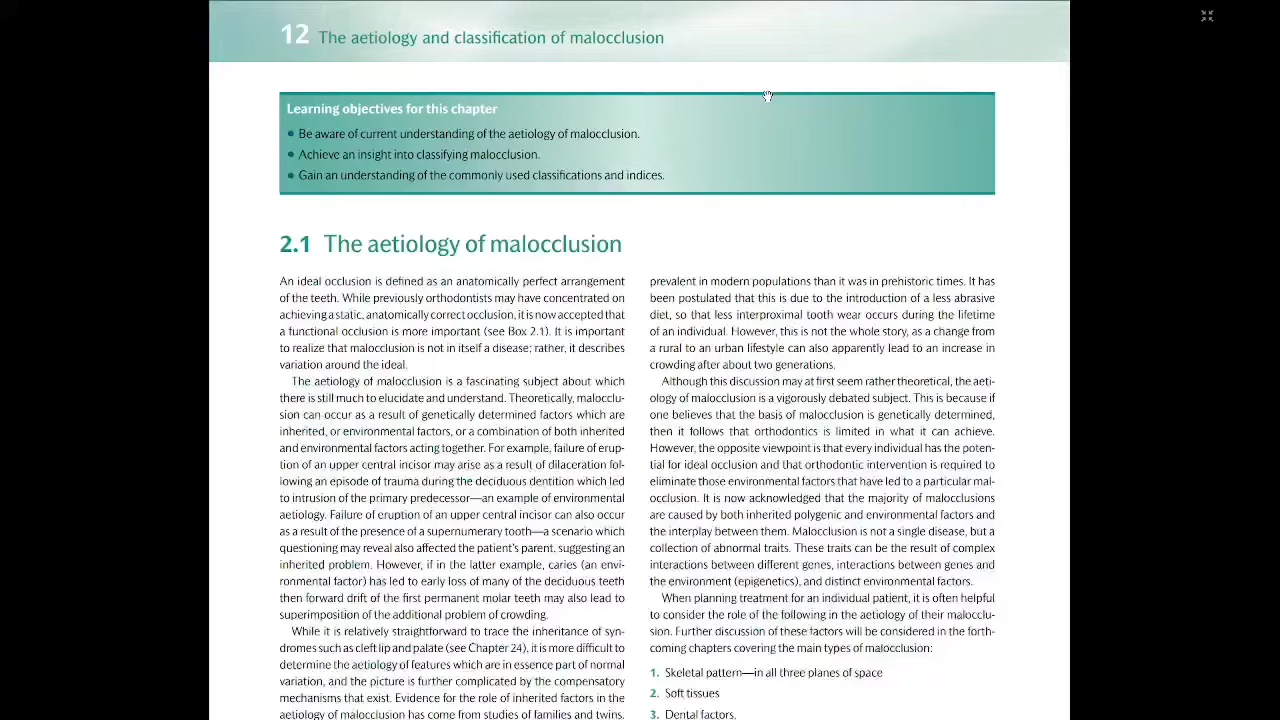 12 The aetiology and classification of malocclusion
Learning objectives for this chapter
• Be aware of current understanding of the aetiology of malocclusion.
• Achieve an insight into classifying malocclusion.
• Gain an understanding of the commonly used classifications and indices.
2.1 The aetiology of malocclusion
An ideal occlusion is defined as an anatomically perfect arrangement
of the teeth. While previously orthodontists may have concentrated on
achieving a static, anatomically correct occlusion, it is now accepted that
a functional occlusion is more important (see Box 2.1). It is important
to realize that malocclusion is not in itself a disease; rather, it describes
variation around the ideal.
The aetiology of malocclusion is a fascinating subject about which
there is still much to elucidate and understand. Theoretically, malocclu-
sion can occur as a result of genetically determined factors which are
inherited, or environmental factors, or a combination of both inherited
and environmental factors acting together. For example, failure of erup-
tion of an upper central incisor may arise as a result of dilaceration fol-
lowing an episode of trauma during the deciduous dentition which led
to intrusion of the primary predecessor—an example of environmental
aetiology. Failure of eruption of an upper central incisor can also occur
as a result of the presence of a supernumerary tooth—a scenario which
questioning may reveal also affected the patient's parent, suggesting an
inherited problem. However, if in the latter example, caries (an envi-
ronmental factor) has led to early loss of many of the deciduous teeth
then forward drift of the first permanent molar teeth may also lead to
superimposition of the additional problem of crowding.
While it is relatively straightforward to trace the inheritance of syn-
dromes such as cleft lip and palate (see Chapter 24), it is more difficult to
determine the aetiology of features which are in essence part of normal
variation, and the picture is further complicated by the compensatory
mechanisms that exist. Evidence for the role of inherited factors in the
aetiology of malocclusion has come from studies of families and twins.
prevalent in modern populations than it was in prehistoric times. It has
been postulated that this is due to the introduction of a less abrasive
diet, so that less interproximal tooth wear occurs during the lifetime
of an individual. However, this is not the whole story, as a change from
a rural to an urban lifestyle can also apparently lead to an increase in
crowding after about two generations.
Although this discussion may at first seem rather theoretical, the aeti-
ology of malocclusion is a vigorously debated subject. This is because if
one believes that the basis of malocclusion is genetically determined,
then it follows that orthodontics is limited in what it can achieve.
However, the opposite viewpoint is that every individual has the poten-
tial for ideal occlusion and that orthodontic intervention is required to
eliminate those environmental factors that have led to a particular mal-
occlusion. It is now acknowledged that the majority of malocclusions
are caused by both inherited polygenic and environmental factors and
the interplay between them. Malocclusion is not a single disease, but a
collection of abnormal traits. These traits can be the result of complex
interactions between different genes, interactions between genes and
the environment (epigenetics), and distinct environmental factors.
When planning treatment for an individual patient, it is often helpful
to consider the role of the following in the aetiology of their malocclu-
sion. Further discussion of these factors will be considered in the forth-
coming chapters covering the main types of malocclusion:
1. Skeletal pattern—in all three planes of space
2. Soft tissues
3. Dental factors.